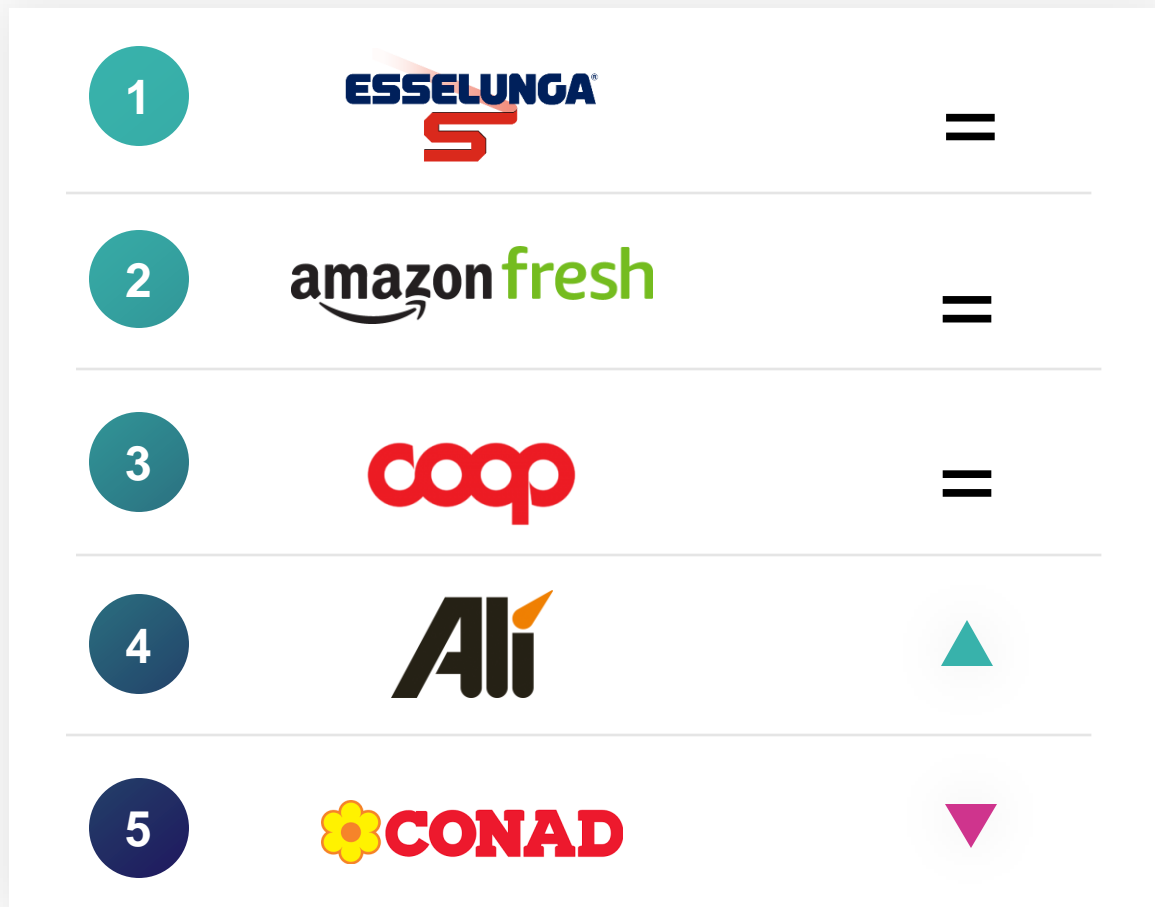 1
ESSELUNGA®
=
2
amazon fresh
=
3
coop
=
4
Alì
5
CONAD